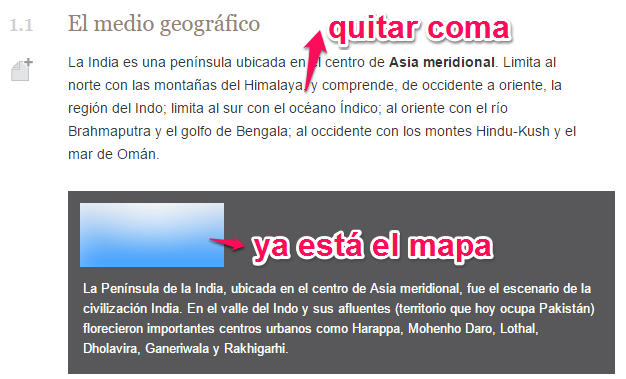 1.1 El medio geográfico
quitar coma
La India es una península ubicada en el centro de Asia meridional. Limita al
norte con las montañas del Himalaya, y comprende, de occidente a oriente, la
región del Indo; limita al sur con el océano Índico; al oriente con el río
Brahmaputra y el golfo de Bengala; al occidente con los montes Hindu-Kush y el
mar de Omán.
ya está el mapa
La Península de la India, ubicada en el centro de Asia meridional, fue el escenario de la
civilización India. En el valle del Indo y sus afluentes (territorio que hoy ocupa Pakistán)
florecieron importantes centros urbanos como Harappa, Mohenho Daro, Lothal,
Dholavira, Ganeriwala y Rakhigarhi.